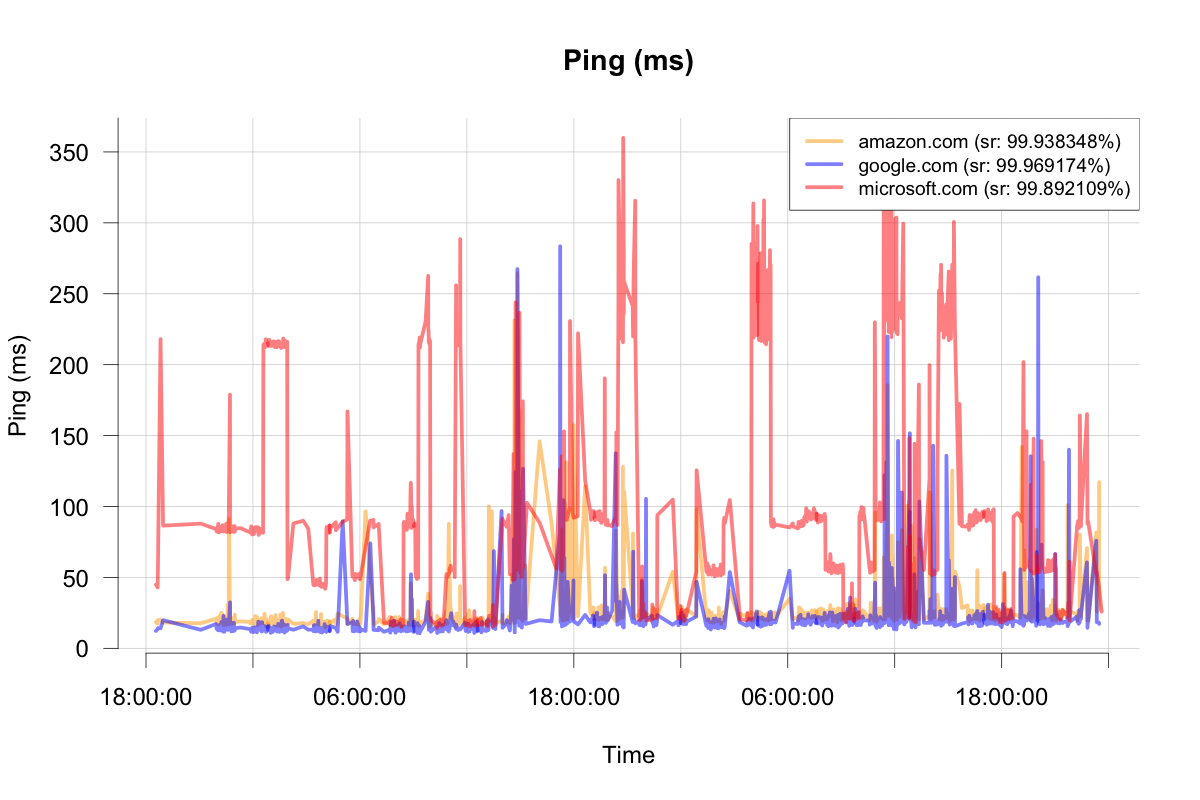 Ping (ms)
amazon.com (sr: 99.938348%)
google.com (sr: 99.969174%)
microsoft.com (sr: 99.892109%)
350
300
250
200
150
100
50
0
Ping (ms)
18:00:00 06:00:00 18:00:00 06:00:00 18:00:00
Time